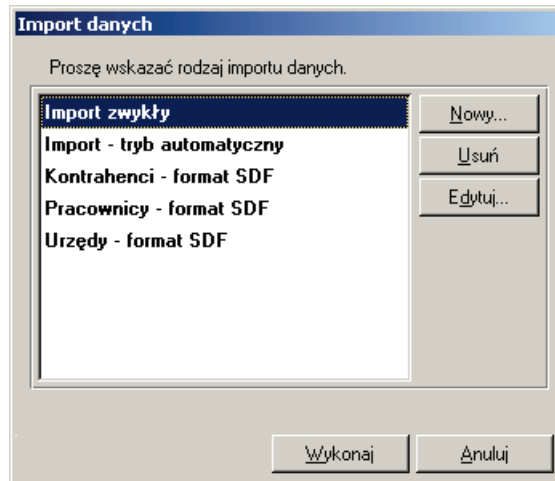 Import danych
Proszę wskazać rodzaj importu danych.
Import zwykły
Import - tryb automatyczny
Kontrahenci - format SDF
Pracownicy - format SDF
Urzędy - format SDF
Nowy...
Usuń
Edytuj...
Wykonaj
Anuluj